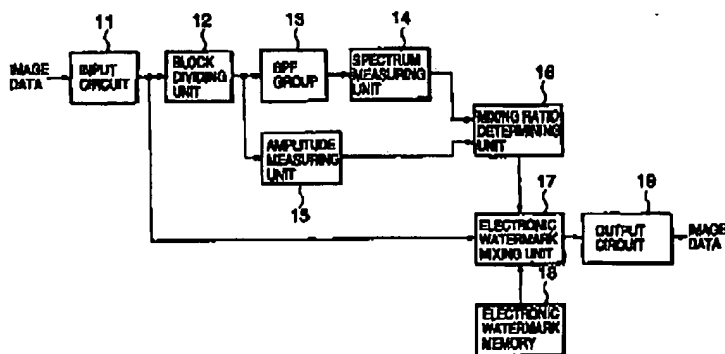 11
12
13
14
IMAGE
DATA
INPUT
CIRCUIT
BLOCK
DIVIDING
UNIT
BPF
GROUP
SPECTRUM
MEASURING
UNIT
16
MIXING RATIO
DETERMINING
UNIT
AMPLITUDE
MEASURING
UNIT
15
17
19
ELECTRONIC
WATERMARK
MIXING UNIT
OUTPUT
CIRCUIT
IMAGE
DATA
18
ELECTRONIC
WATERMARK
MEMORY